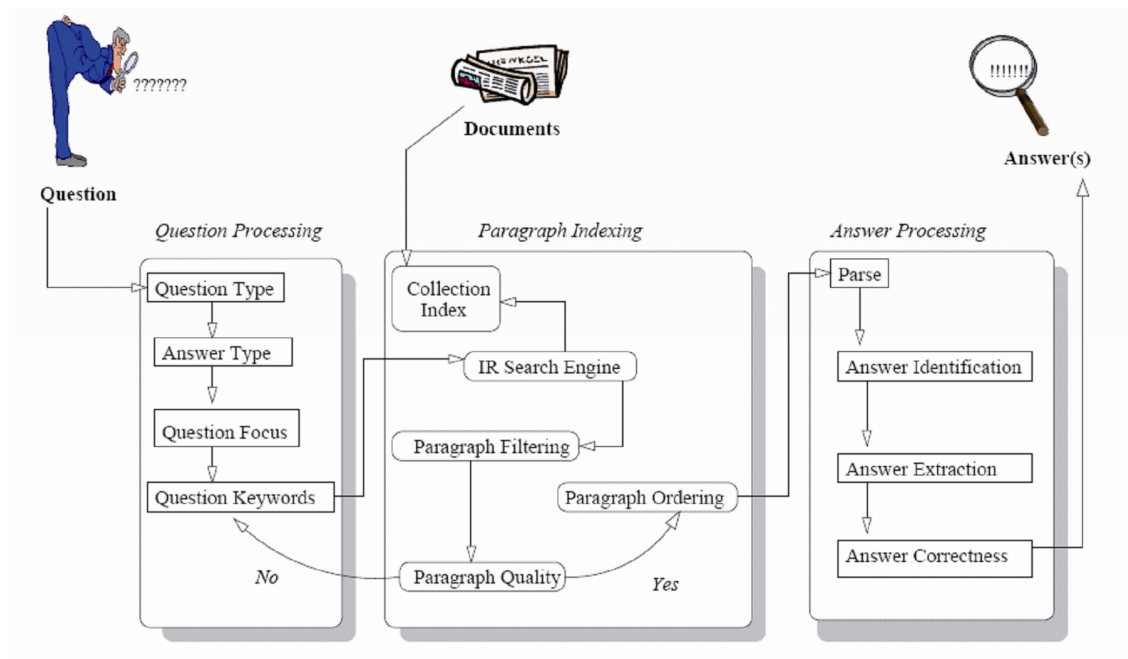 ???????
!!!!!!!
Documents
Answer(s)
Question
Question Processing
Paragraph Indexing
Answer Processing
Question Type
Answer Type
Question Focus
Question Keywords
No
Collection
Index
IR Search Engine
Paragraph Filtering
Paragraph Ordering
Paragraph Quality
Yes
Parse
Answer Identification
Answer Extraction
Answer Correctness